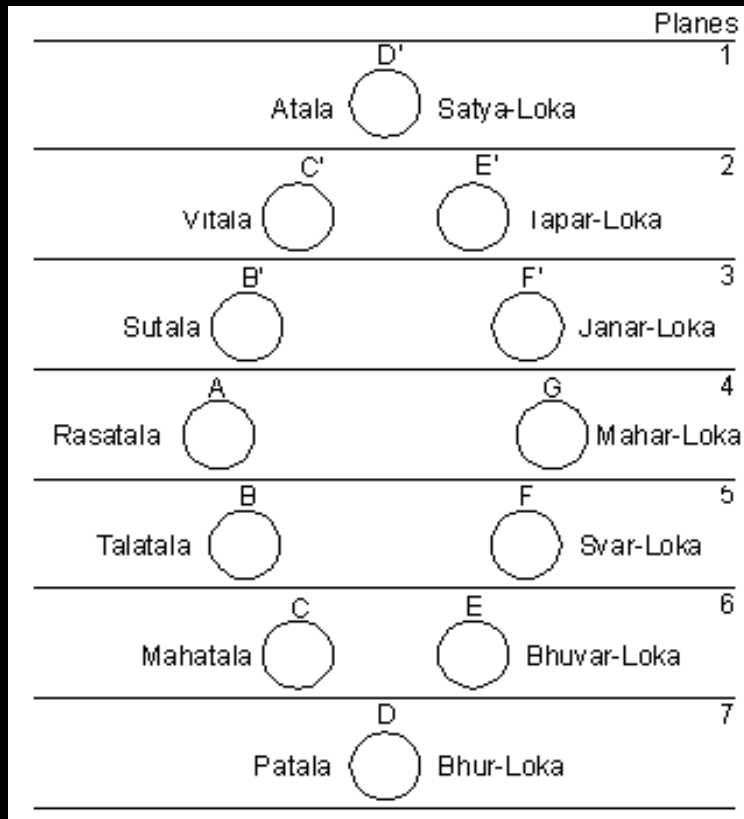 Planes
D' 1
Atala Satya-Loka
C' E' 2
Vitala Tapar-Loka
B' F' 3
Sutala Janar-Loka
A G 4
Rasatala Mahar-Loka
B F 5
Talatala Svar-Loka
C E 6
Mahatala Bhuvar-Loka
D 7
Patala Bhur-Loka